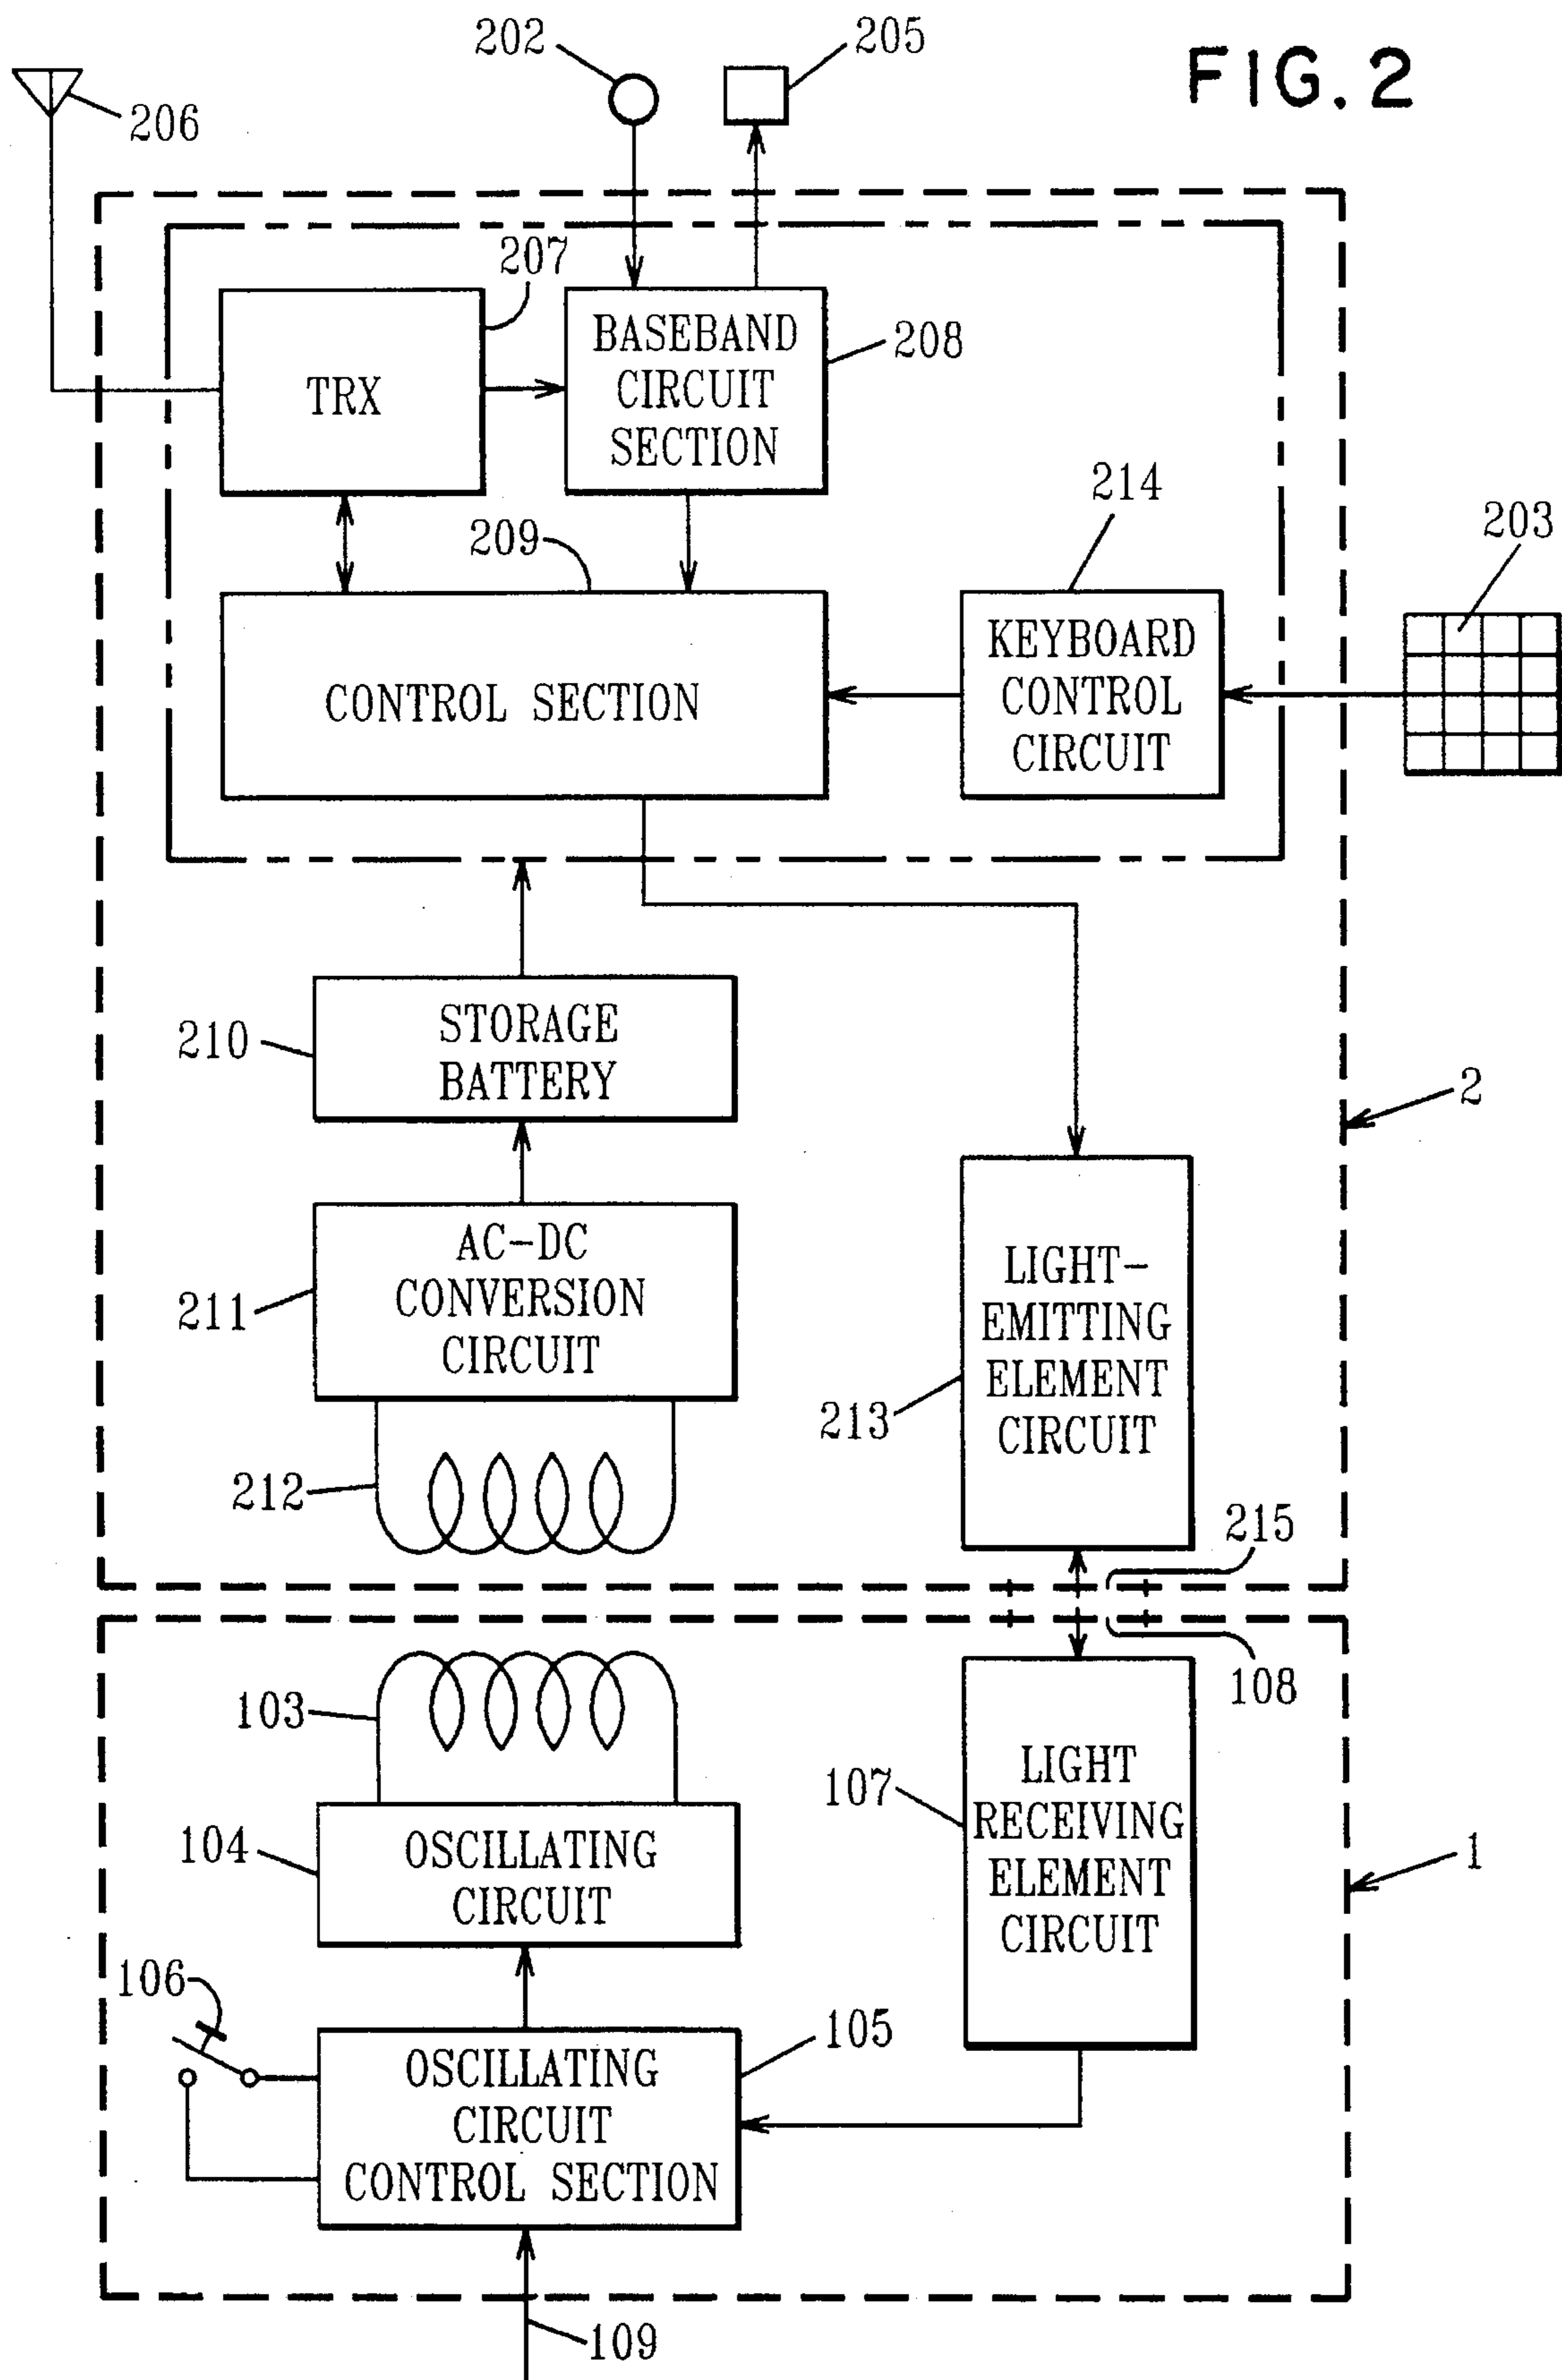 FIG. 2
202
205
206
207
BASEBAND
CIRCUIT
SECTION
208
TRX
209
214
203
CONTROL SECTION
KEYBOARD
CONTROL
CIRCUIT
210
STORAGE
BATTERY
2
211
AC-DC
CONVERSION
CIRCUIT
LIGHT-
EMITTING
ELEMENT
CIRCUIT
213
212
215
108
103
107
LIGHT
RECEIVING
ELEMENT
CIRCUIT
104
OSCILLATING
CIRCUIT
1
106
105
OSCILLATING
CIRCUIT
CONTROL SECTION
109